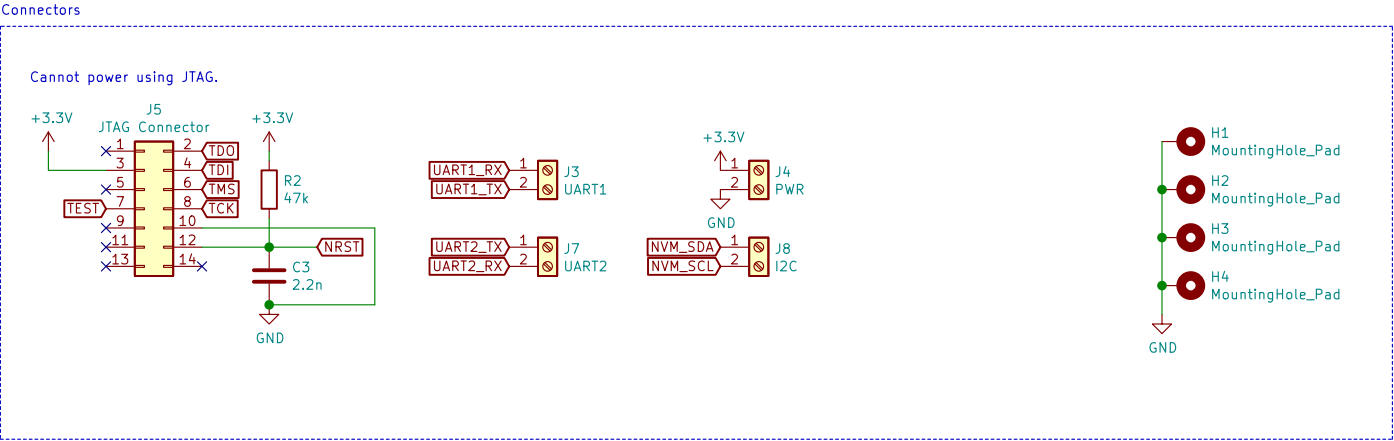 Connectors
Cannot power using JTAG.
+3.3V
J5
JTAG Connector
1
2
TDO
3
4
TDI
5
6
TMS
TEST
7
8
TCK
9
10
11
12
13
14
+3.3V
R2
47k
NRST
C3
2.2n
GND
UART1_RX
1
UART1_TX
2
J3
UART1
UART2_TX
1
UART2_RX
2
J7
UART2
+3.3V
1
2
J4
PWR
GND
NVM_SDA
1
NVM_SCL
2
J8
I2C
H1
MountingHole_Pad
H2
MountingHole_Pad
H3
MountingHole_Pad
H4
MountingHole_Pad
GND